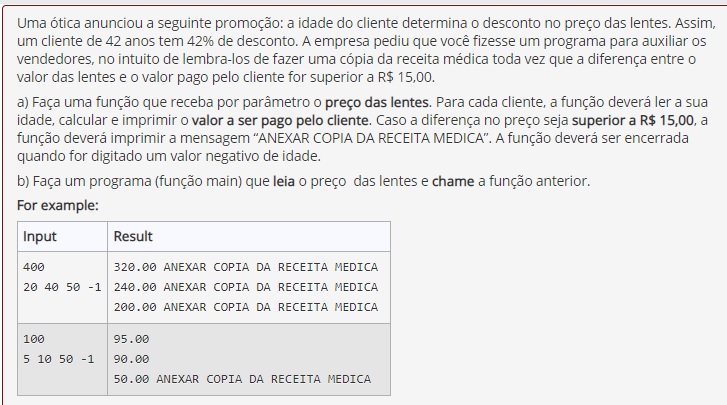 Uma ótica anunciou a seguinte promoção: a idade do cliente determina o desconto no preço das lentes. Assim,
um cliente de 42 anos tem 42% de desconto. A empresa pediu que você fizesse um programa para auxiliar os
vendedores, no intuito de lembra-los de fazer uma cópia da receita médica toda vez que a diferença entre o
valor das lentes e o valor pago pelo cliente for superior a R$ 15,00.
a) Faça uma função que receba por parâmetro o preço das lentes. Para cada cliente, a função deverá ler a sua
idade, calcular e imprimir o valor a ser pago pelo cliente. Caso a diferença no preço seja superior a R$ 15,00, a
função deverá imprimir a mensagem “ANEXAR COPIA DA RECEITA MEDICA”. A função deverá ser encerrada
quando for digitado um valor negativo de idade.
b) Faça um programa (função main) que leia o preço das lentes e chame a função anterior.
For example:
Input Result
400 320.00 ANEXAR COPIA DA RECEITA MEDICA
20 40 50 -1 240.00 ANEXAR COPIA DA RECEITA MEDICA
200.00 ANEXAR COPIA DA RECEITA MEDICA
100 95.00
5 10 50 -1 90.00
50.00 ANEXAR COPIA DA RECEITA MEDICA